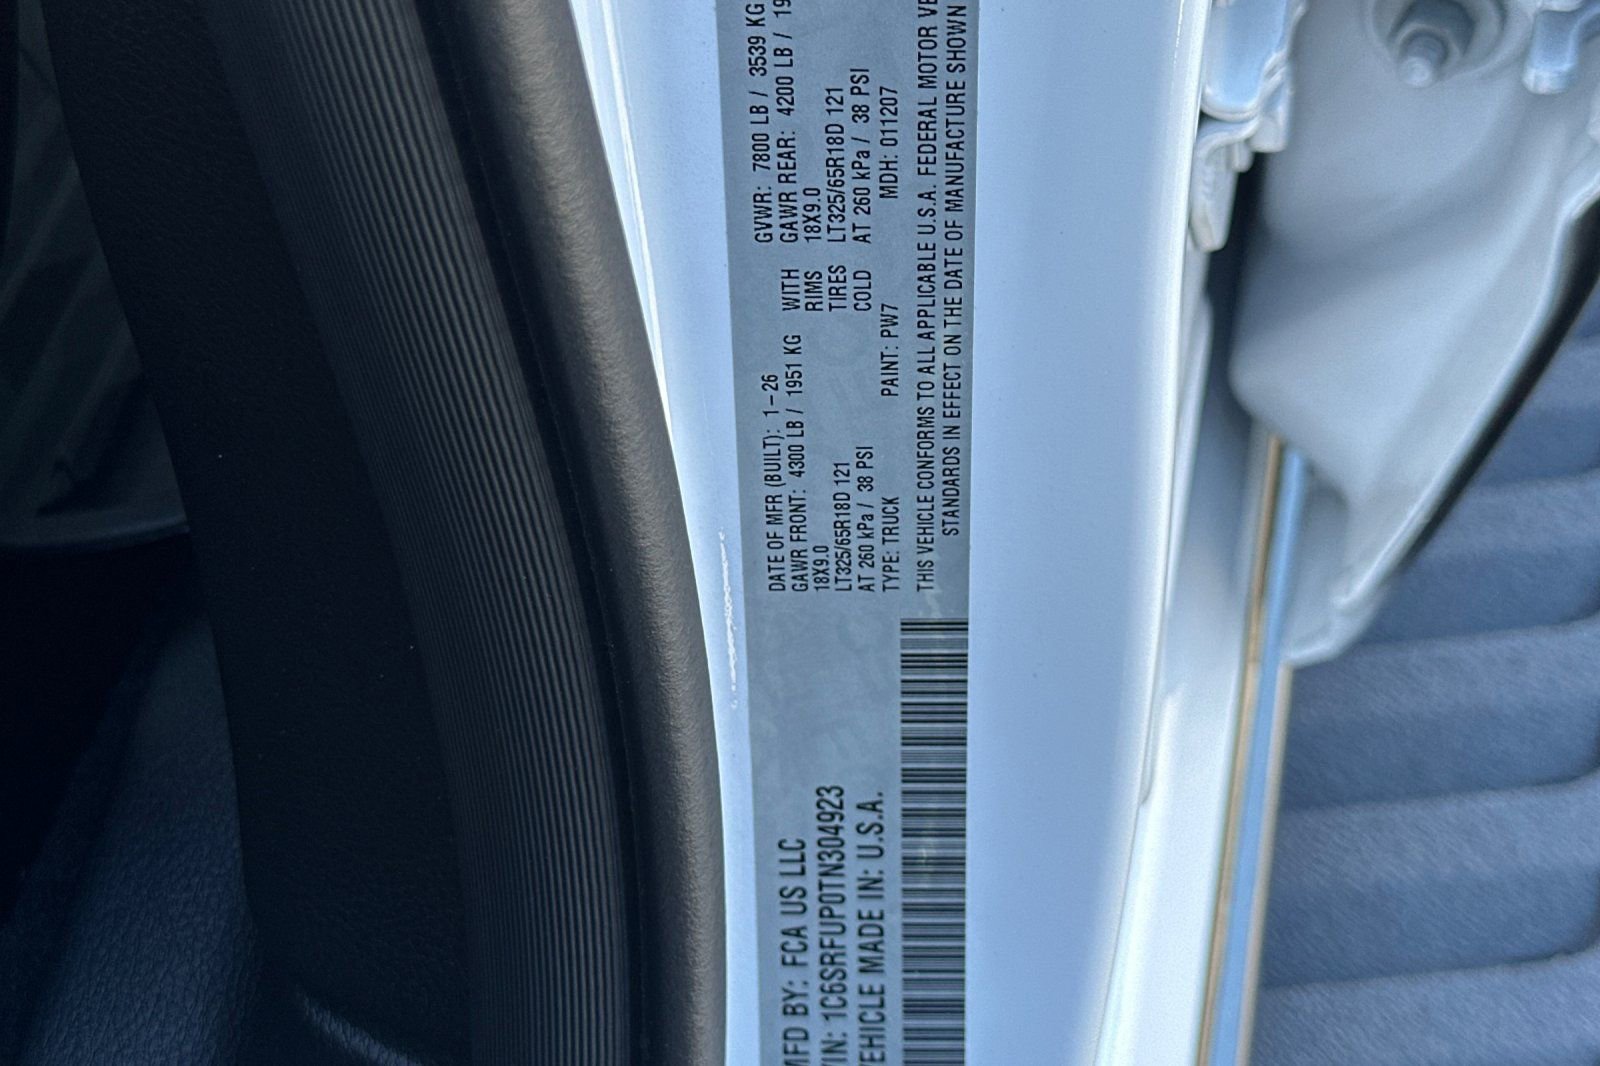 MFD BY: FCA US LLC
VIN: 1C6SRFUP0TN304923
VEHICLE MADE IN: U.S.A.
DATE OF MFR (BUILT): 1-26 GVWR: 7800 LB / 3539 KG
GAWR FRONT: 4300 LB / 1951 KG WITH GAWR REAR: 4200 LB / 19
18X9.0 RIMS 18X9.0
LT325/65R18D 121 TIRES LT325/65R18D 121
AT 260 kPa / 38 PSI COLD AT 260 kPa / 38 PSI
TYPE: TRUCK PAINT: PW7 MDH: 011207
THIS VEHICLE CONFORMS TO ALL APPLICABLE U.S.A. FEDERAL MOTOR VE
STANDARDS IN EFFECT ON THE DATE OF MANUFACTURE SHOWN